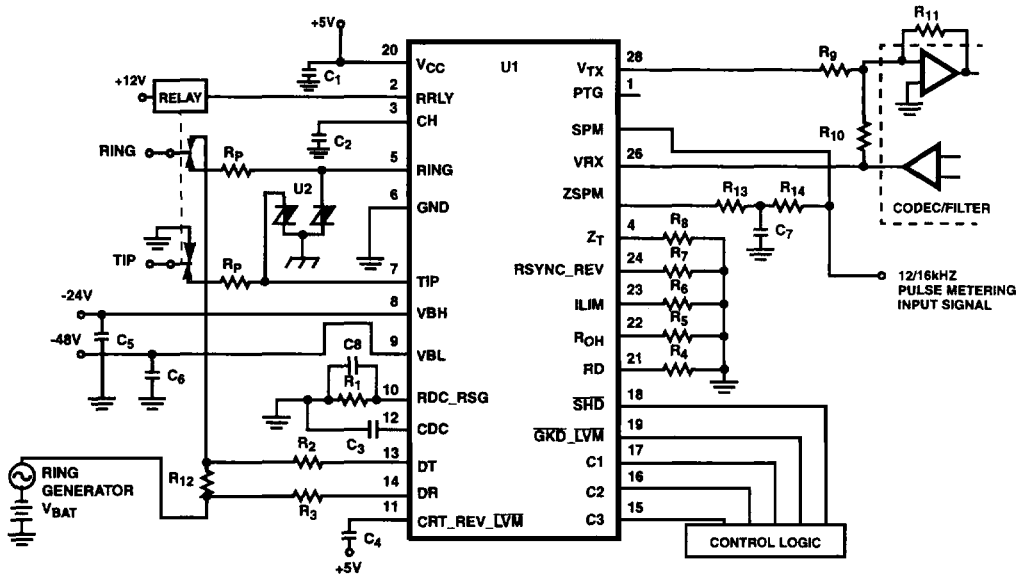 +5V
20
VCC
C1
U1
28
VTX
R9
R11
+12V
RELAY
2
RRLY
1
PTG
3
CH
C2
SPM
R10
RING
RP
5
RING
26
VRX
U2
6
GND
ZSPM
R13
R14
C7
CODEC/FILTER
TIP
RP
7
TIP
4
ZT
R8
24
RSYNC_REV
R7
12/16kHZ
PULSE METERING
INPUT SIGNAL
-24V
8
VBH
23
ILIM
R6
-48V
C5
9
VBL
22
ROH
R5
C6
C8
R1
10
RDC_RSG
21
RD
R4
12
CDC
C3
18
SHD
19
GKD_LVM
R2
13
DT
17
C1
RING
GENERATOR
VBAT
R12
14
DR
R3
16
C2
11
CRT_REV_LVM
C4
+5V
15
C3
CONTROL LOGIC